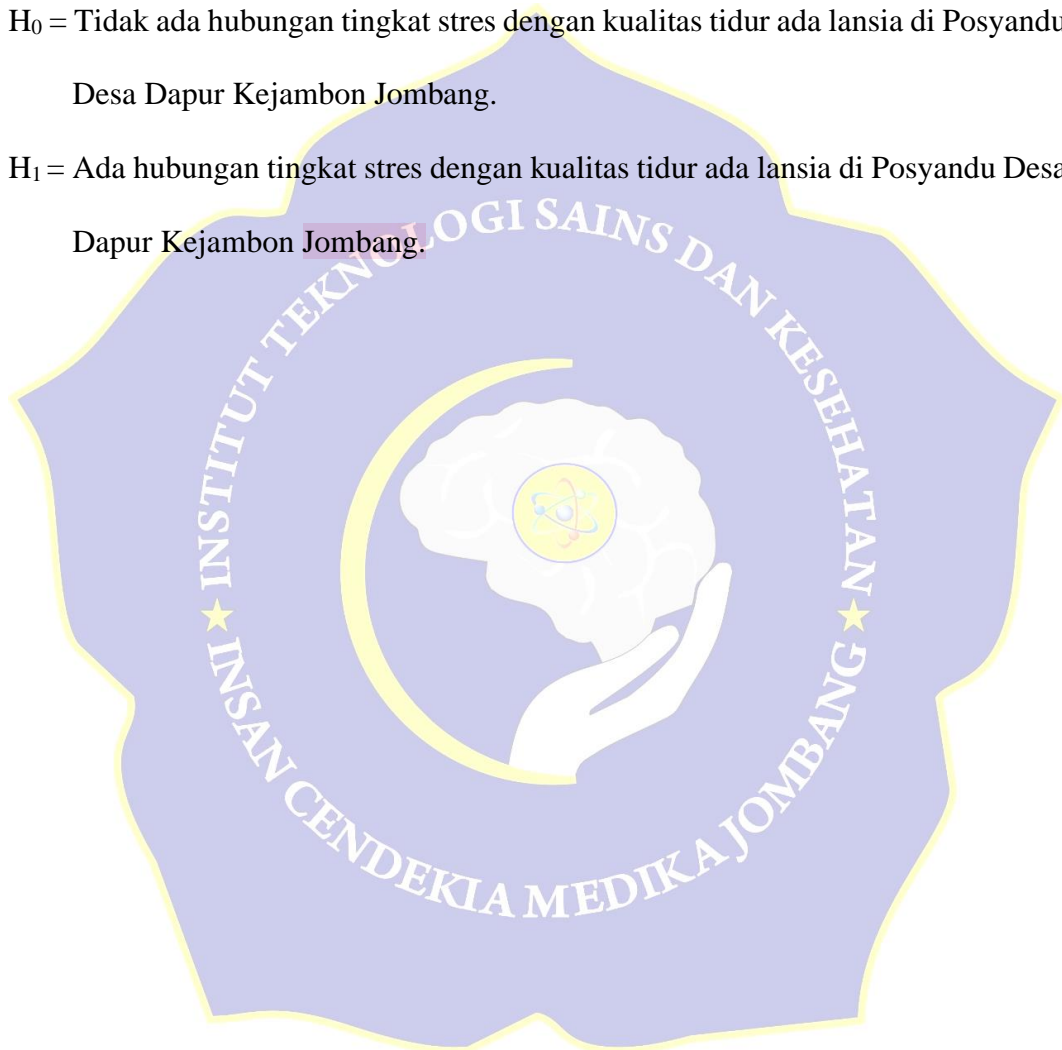 H₀ = Tidak ada hubungan tingkat stres dengan kualitas tidur ada lansia di Posyandu
Desa Dapur Kejambon Jombang.
H₁ = Ada hubungan tingkat stres dengan kualitas tidur ada lansia di Posyandu Desa
Dapur Kejambon Jombang.
INSTITUT TEKNOLOGI SAINS DAN KESEHATAN
INSAN CENDEKIA MEDIKA JOMBANG